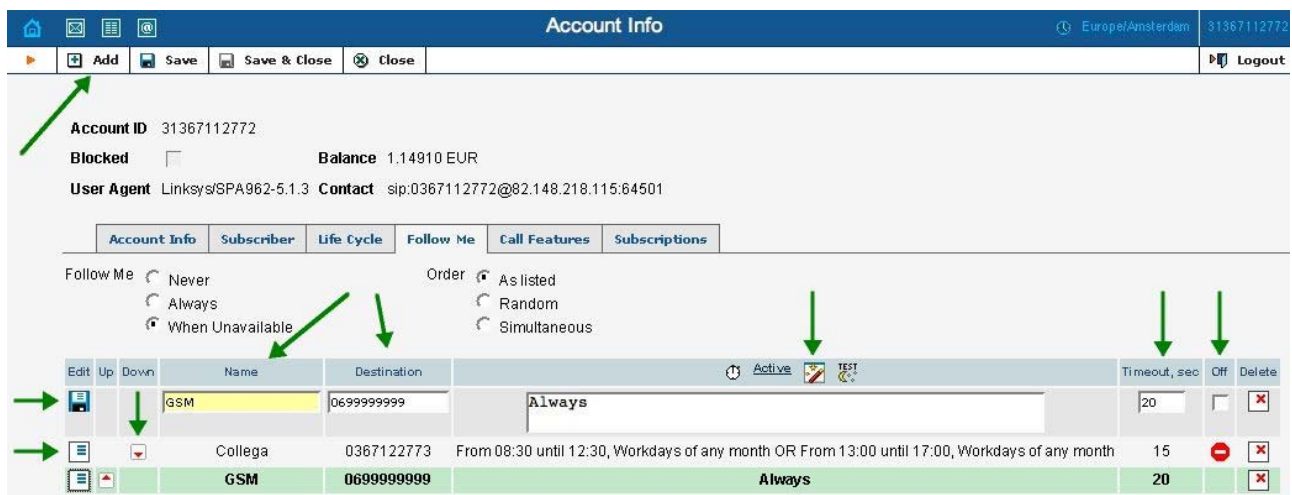 Account Info Europe/Amsterdam 31367112772
Add Save Save & Close Close Logout
Account ID 31367112772
Blocked Balance 1.14910 EUR
User Agent Linksys/SPA962-5.1.3 Contact sip:0367112772@82.148.218.115:64501
Account Info Subscriber Life Cycle Follow Me Call Features Subscriptions
Follow Me Never Order As listed
Always Random
When Unavailable Simultaneous
Edit Up Down Name Destination Active TEST Timeout, sec Off Delete
GSM 0699999999 Always 20
Collega 0367122773 From 08:30 until 12:30, Workdays of any month OR From 13:00 until 17:00, Workdays of any month 15
GSM 0699999999 Always 20